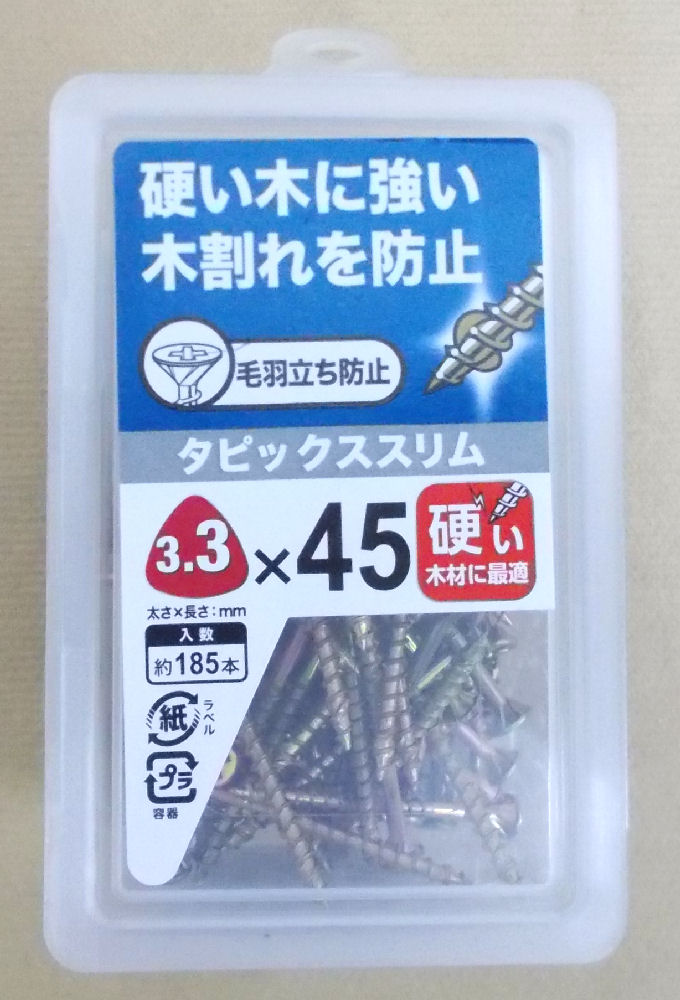 硬い木に強い
木割れを防止
毛羽立ち防止
タピックススリム
3.3×45
硬い
木材に最適
太さ×長さ：mm
入数
約185本
紙
ラベル
プラ
容器